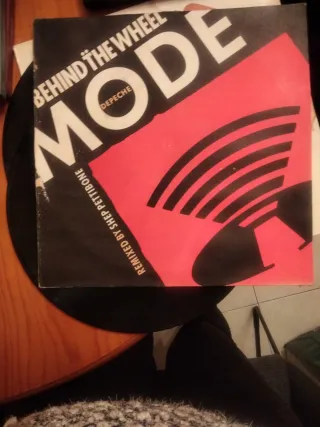 BEHIND THE WHEEL
DEPECHE
MODE
REMIXED BY SHEP PETTIBONE